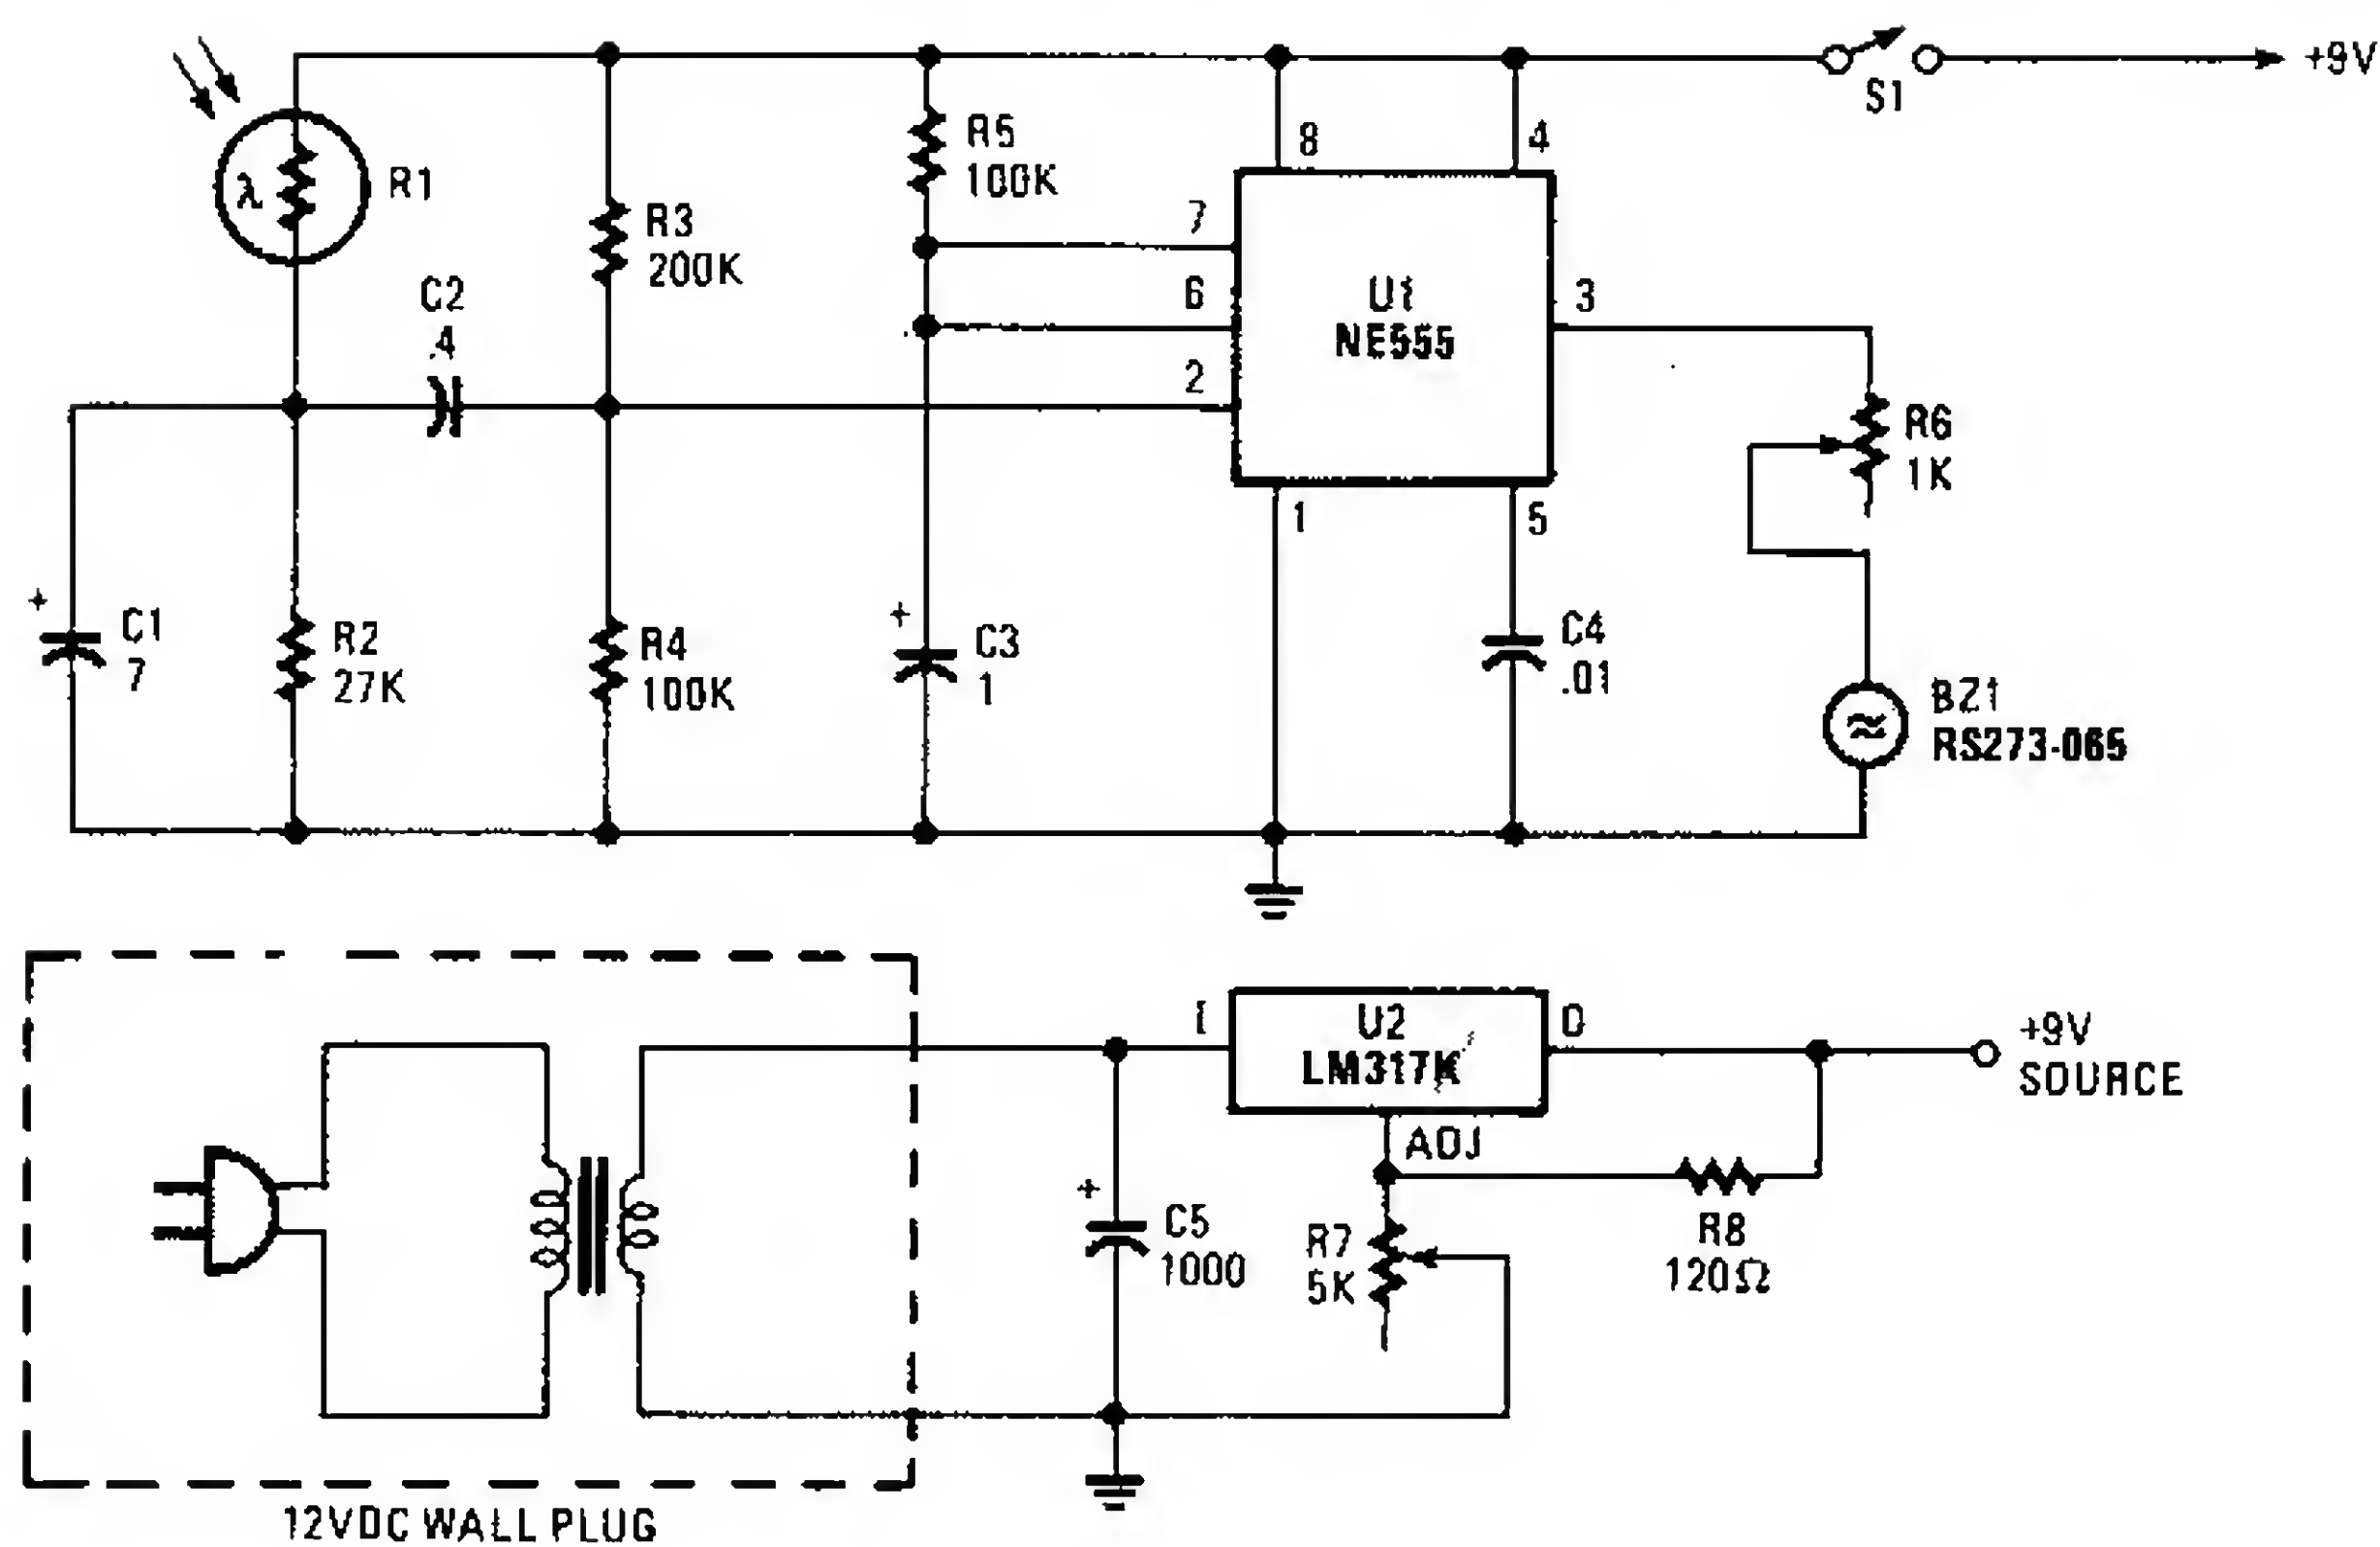 +9V
S1
R5
100K
8
4
λ
R1
7
R3
200K
C2
.4
6
U1
NE555
3
2
R6
1K
1
5
+
C1
7
R2
27K
R4
100K
+
C3
1
C4
.01
BZ1
RS273-065
I
U2
LM317K
O
+9V
SOURCE
ADJ
+
C5
1000
R7
5K
R8
120Ω
12VDC WALL PLUG